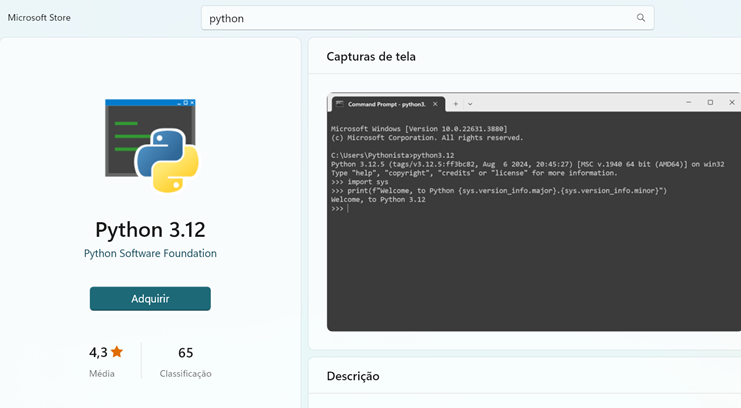 Microsoft Store
python
Python 3.12
Python Software Foundation
Adquirir
4,3
65
Média
Classificação
Capturas de tela
Command Prompt - python3.
Microsoft Windows [Version 10.0.22631.3880]
(c) Microsoft Corporation. All rights reserved.
C:\Users\Pythonista>python3.12
Python 3.12.5 (tags/v3.12.5:ff3bc82, Aug  6 2024, 20:45:27) [MSC v.1940 64 bit (AMD64)] on win32
Type "help", "copyright", "credits" or "license" for more information.
>>> import sys
>>> print(f"Welcome, to Python {sys.version_info.major}.{sys.version_info.minor}")
Welcome, to Python 3.12
>>>
Descrição